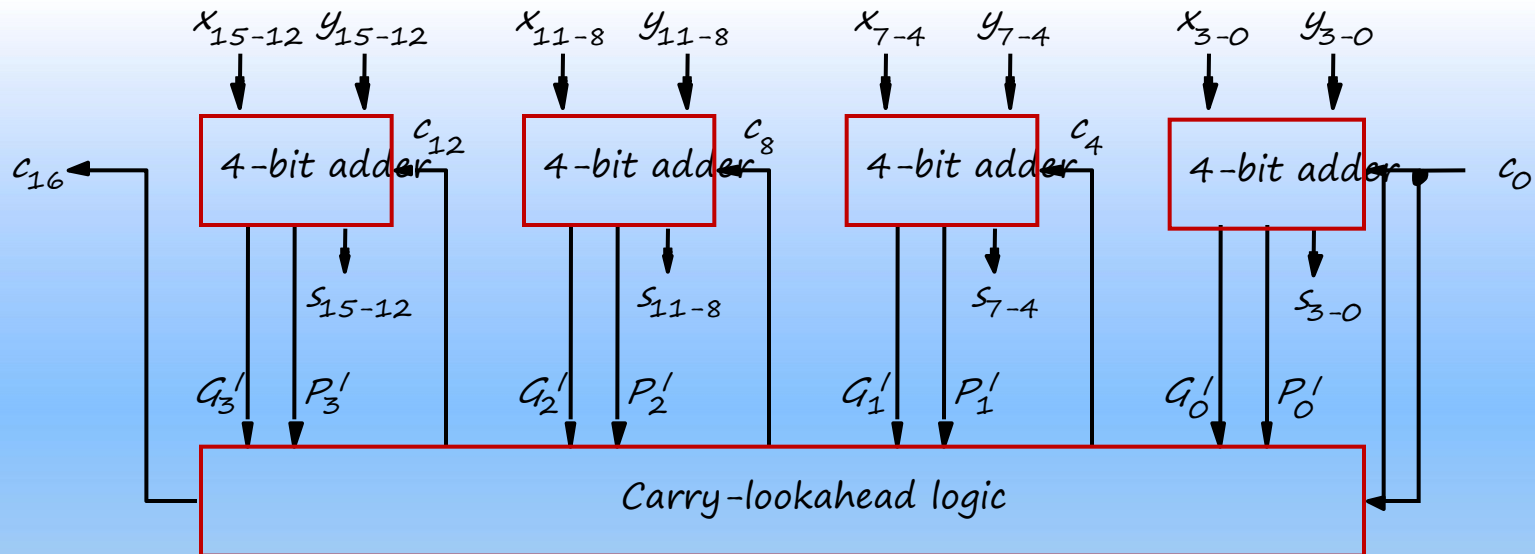 x15-12 y15-12 x11-8 y11-8 x7-4 y7-4 x3-0 y3-0
c12 c8 c4
c16 4-bit adder 4-bit adder 4-bit adder 4-bit adder c0
s15-12 s11-8 s7-4 s3-0
G3' P3' G2' P2' G1' P1' G0' P0'
Carry-lookahead logic